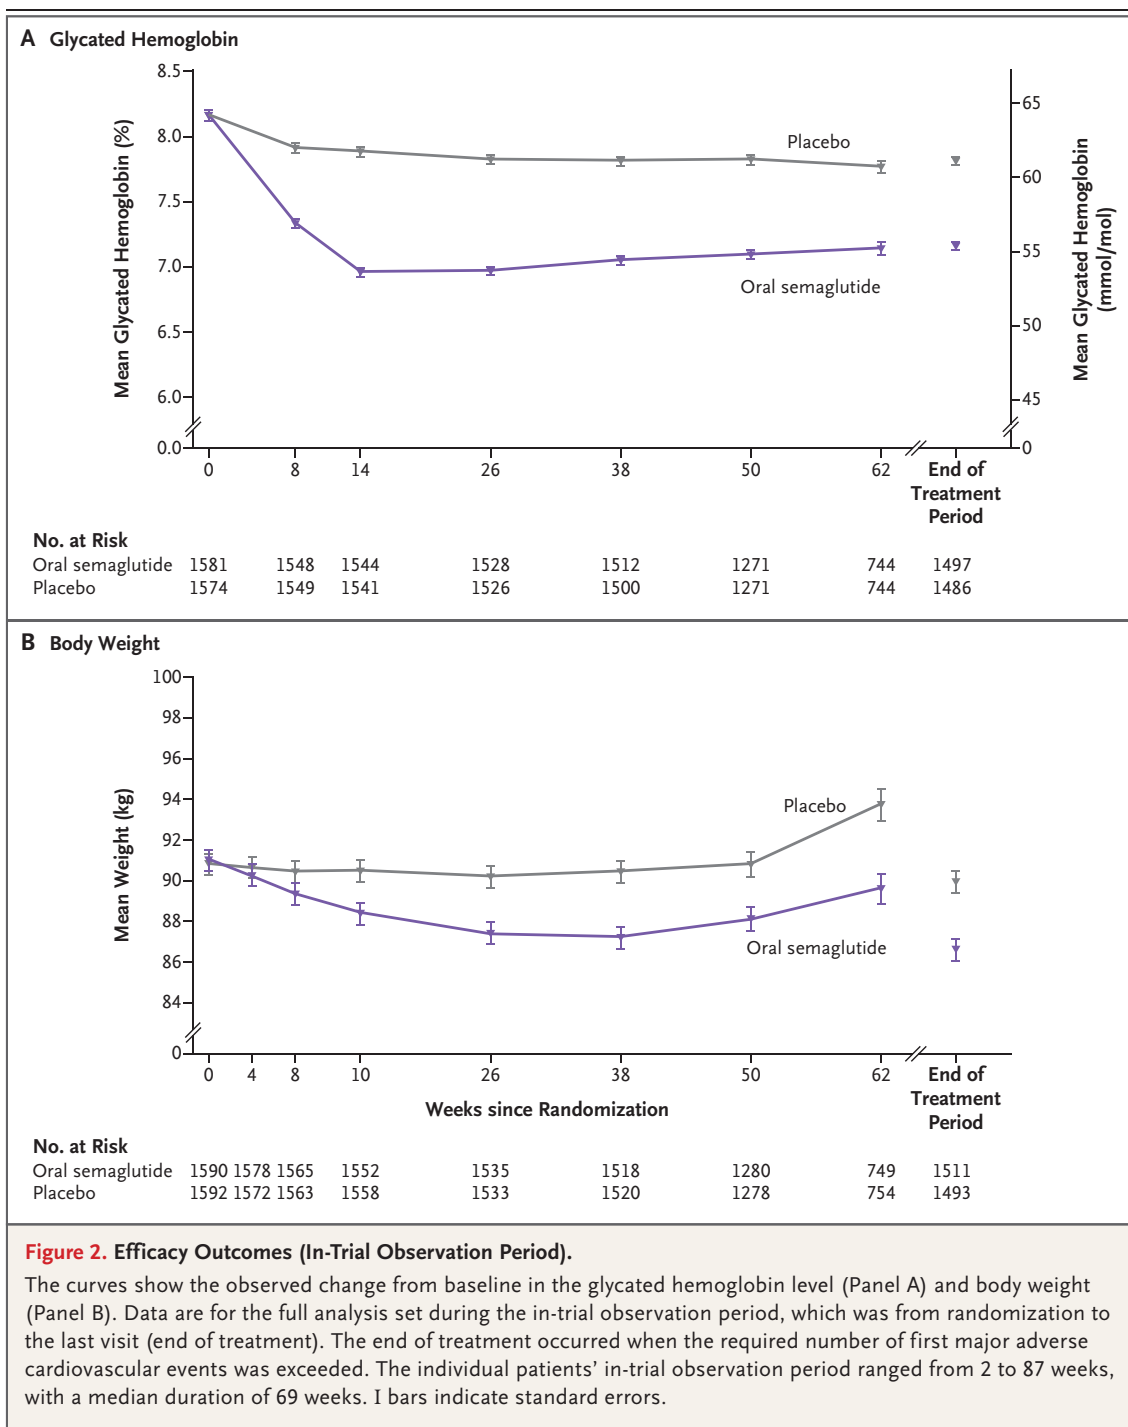 A Glycated Hemoglobin
8.5
8.0
7.5
7.0
6.5
6.0
0.0
Mean Glycated Hemoglobin (%)
Placebo
Oral semaglutide
65
60
55
50
45
0
Mean Glycated Hemoglobin
(mmol/mol)
0 8 14 26 38 50 62 End of
Treatment
Period
No. at Risk
Oral semaglutide 1581 1548 1544 1528 1512 1271 744 1497
Placebo 1574 1549 1541 1526 1500 1271 744 1486
B Body Weight
100
98
96
94
92
90
88
86
84
0
Mean Weight (kg)
Placebo
Oral semaglutide
0 4 8 10 26 38 50 62 End of
Treatment
Period
Weeks since Randomization
No. at Risk
Oral semaglutide 1590 1578 1565 1552 1535 1518 1280 749 1511
Placebo 1592 1572 1563 1558 1533 1520 1278 754 1493
Figure 2. Efficacy Outcomes (In-Trial Observation Period).
The curves show the observed change from baseline in the glycated hemoglobin level (Panel A) and body weight
(Panel B). Data are for the full analysis set during the in-trial observation period, which was from randomization to
the last visit (end of treatment). The end of treatment occurred when the required number of first major adverse
cardiovascular events was exceeded. The individual patients' in-trial observation period ranged from 2 to 87 weeks,
with a median duration of 69 weeks. I bars indicate standard errors.